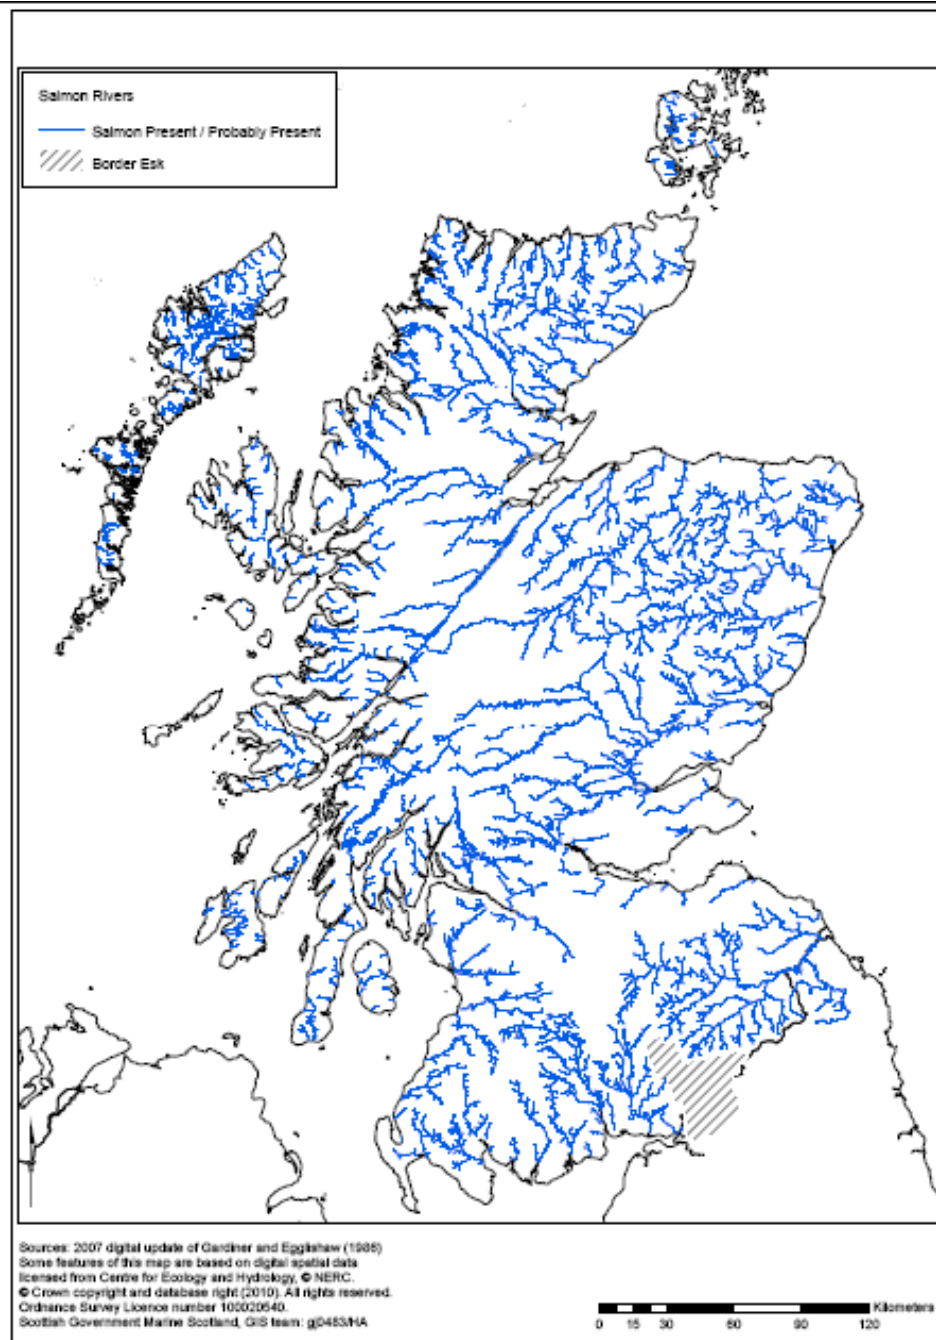 Salmon Rivers
Salmon Present / Probably Present
Border Esk
Sources: 2007 digital update of Gardiner and Egglishaw (1986)
Some features of this map are based on digital spatial data
licensed from Centre for Ecology and Hydrology, © NERC.
© Crown copyright and database right (2010). All rights reserved.
Ordnance Survey Licence number 100020540.
Scottish Government Marine Scotland, GIS team: gj0483/HA
Kilometers
0 15 30 60 90 120